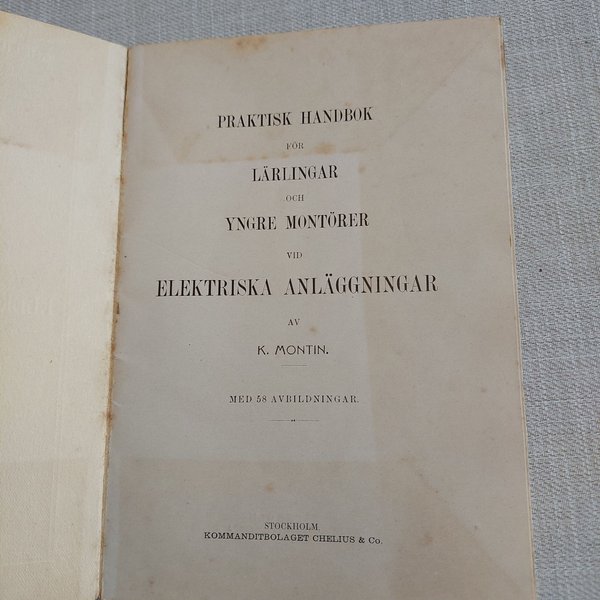 PRAKTISK HANDBOK
FÖR
LÄRLINGAR
OCH
YNGRE MONTÖRER
VID
ELEKTRISKA ANLÄGGNINGAR
AV
K. MONTIN.
MED 58 AVBILDNINGAR.
STOCKHOLM.
KOMMANDITBOLAGET CHELIUS & Co.